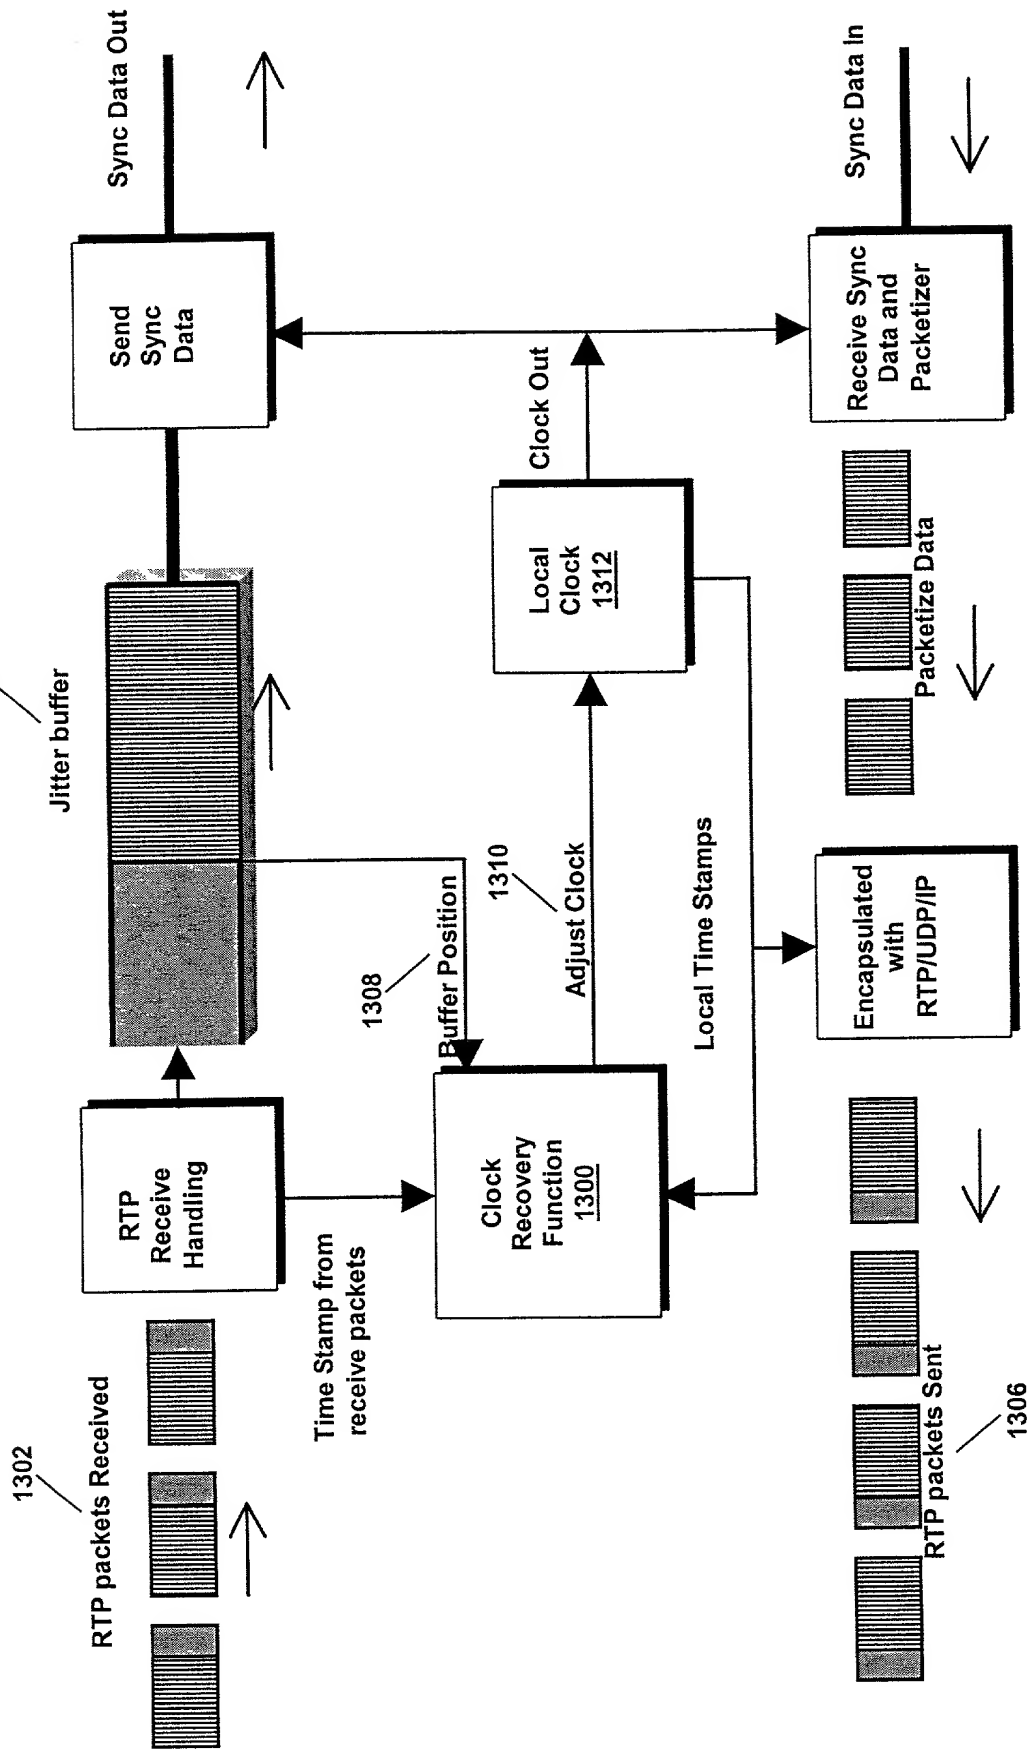 1302
RTP packets Received
RTP
Receive
Handling
Jitter buffer
Send
Sync
Data
Sync Data Out
Time Stamp from
receive packets
1308
Buffer Position
Clock
Recovery
Function
1300
1310
Adjust Clock
Local
Clock
1312
Clock Out
Local Time Stamps
RTP packets Sent
1306
Encapsulated
with
RTP/UDP/IP
Packetize Data
Receive Sync
Data and
Packetizer
Sync Data In